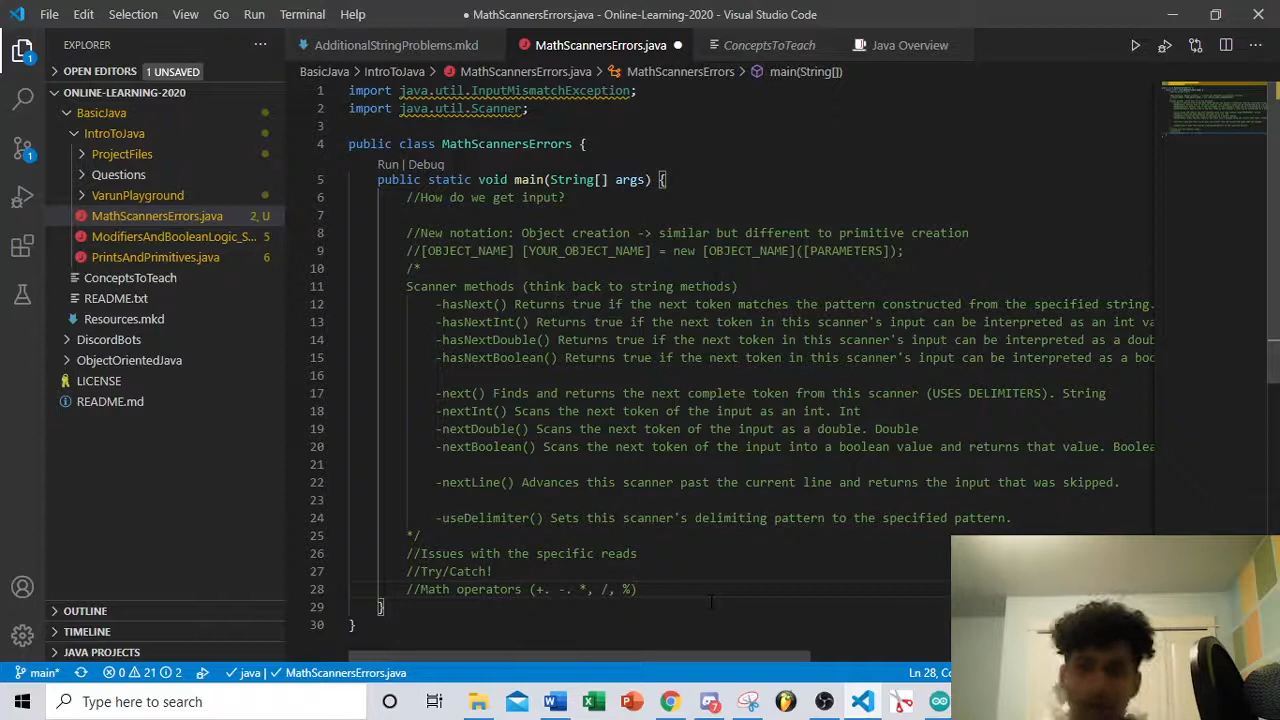 File Edit Selection View Go Run Terminal Help
MathScannersErrors.java - Online-Learning-2020 - Visual Studio Code
EXPLORER
AdditionalStringProblems.mkd
MathScannersErrors.java
ConceptsToTeach
Java Overview
OPEN EDITORS 1 UNSAVED
BasicJava > IntroToJava > MathScannersErrors.java > MathScannersErrors > main(String[])
ONLINE-LEARNING-2020
BasicJava
IntroToJava
ProjectFiles
Questions
VarunPlayground
MathScannersErrors.java 2, U
ModifiersAndBooleanLogic_S... 5
PrintsAndPrimitives.java 6
ConceptsToTeach
README.txt
Resources.mkd
DiscordBots
ObjectOrientedJava
LICENSE
README.md
OUTLINE
TIMELINE
JAVA PROJECTS
1 import java.util.InputMismatchException;
2 import java.util.Scanner;
3
4 public class MathScannersErrors {
Run | Debug
5 public static void main(String[] args) {
6 //How do we get input?
7
8 //New notation: Object creation -> similar but different to primitive creation
9 //[OBJECT_NAME] [YOUR_OBJECT_NAME] = new [OBJECT_NAME]([PARAMETERS]);
10 /*
11 Scanner methods (think back to string methods)
12 -hasNext() Returns true if the next token matches the pattern constructed from the specified string.
13 -hasNextInt() Returns true if the next token in this scanner's input can be interpreted as an int va
14 -hasNextDouble() Returns true if the next token in this scanner's input can be interpreted as a doub
15 -hasNextBoolean() Returns true if the next token in this scanner's input can be interpreted as a boo
16
17 -next() Finds and returns the next complete token from this scanner (USES DELIMITERS). String
18 -nextInt() Scans the next token of the input as an int. Int
19 -nextDouble() Scans the next token of the input as a double. Double
20 -nextBoolean() Scans the next token of the input into a boolean value and returns that value. Boolea
21
22 -nextLine() Advances this scanner past the current line and returns the input that was skipped.
23
24 -useDelimiter() Sets this scanner's delimiting pattern to the specified pattern.
25 */
26 //Issues with the specific reads
27 //Try/Catch!
28 //Math operators (+. -. *, /, %)
29 }
30 }
main* 0 21 2 java MathScannersErrors.java
Ln 28, Co
Type here to search